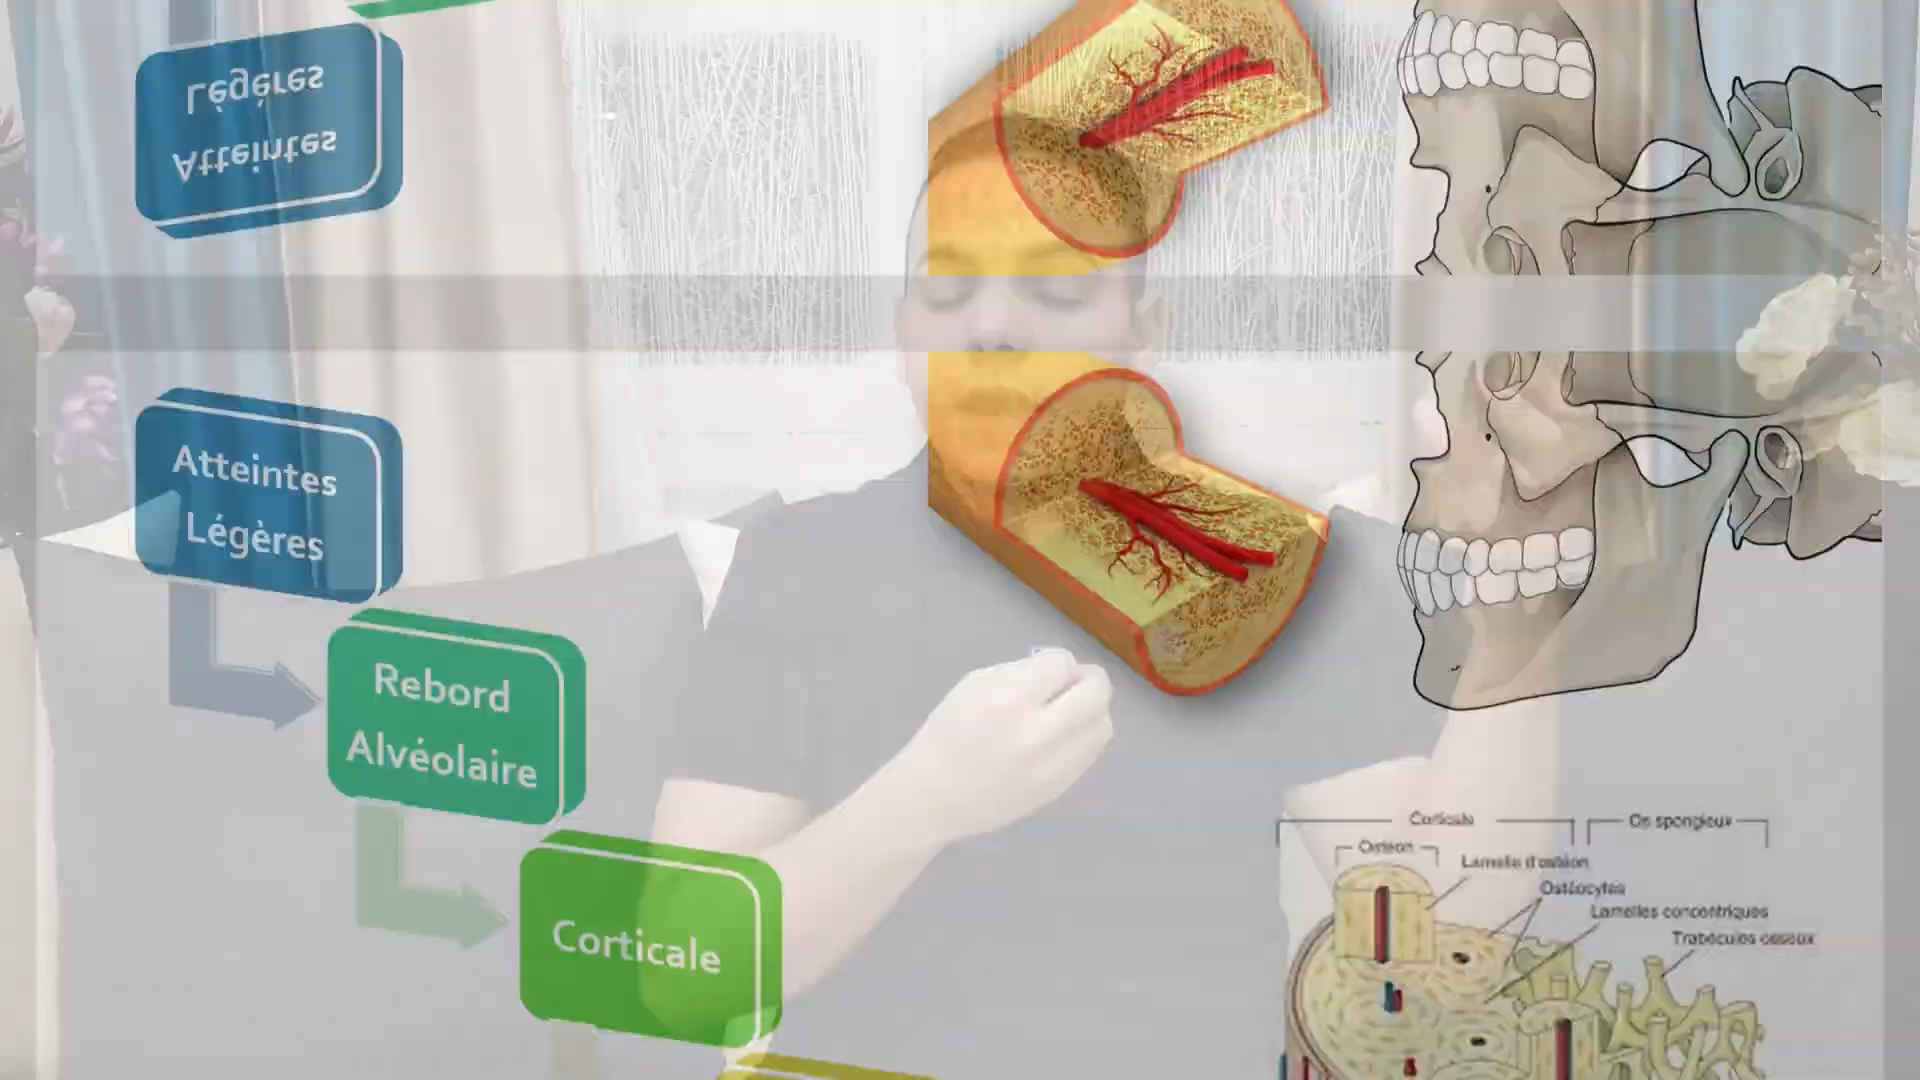 Légères
Atteintes
Atteintes
Légères
Rebord
Alvéolaire
Corticale
Corticale
Os spongieux
Ostéon
Lamelle d'ostéon
Ostéocytes
Lamelles concentriques
Trabécules osseux